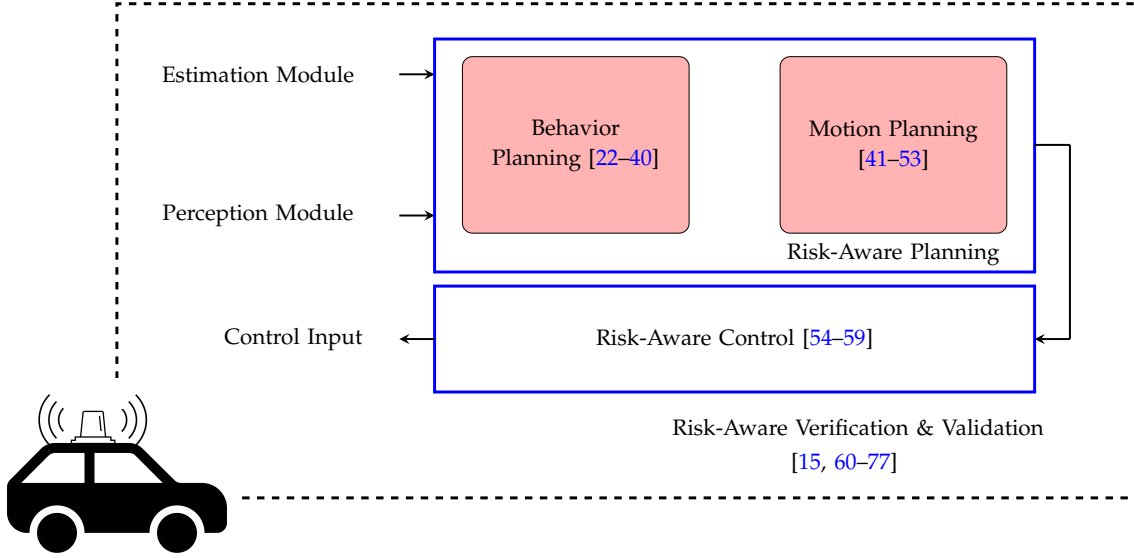 Estimation Module
Behavior
Planning [22–40]
Motion Planning
[41–53]
Perception Module
Risk-Aware Planning
Control Input
Risk-Aware Control [54–59]
Risk-Aware Verification & Validation
[15, 60–77]